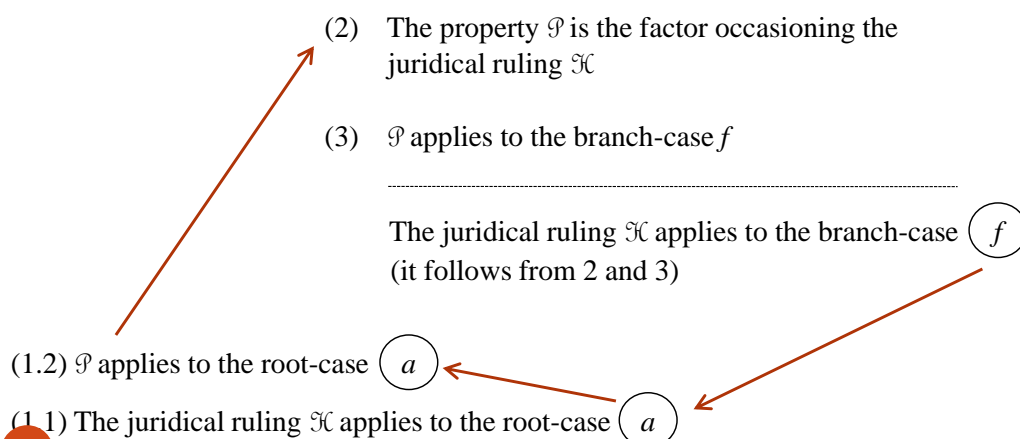 (2) The property 𝒫 is the factor occasioning the
juridical ruling ℋ
(3) 𝒫 applies to the branch-case f
The juridical ruling ℋ applies to the branch-case f
(it follows from 2 and 3)
(1.2) 𝒫 applies to the root-case a
(1.1) The juridical ruling ℋ applies to the root-case a